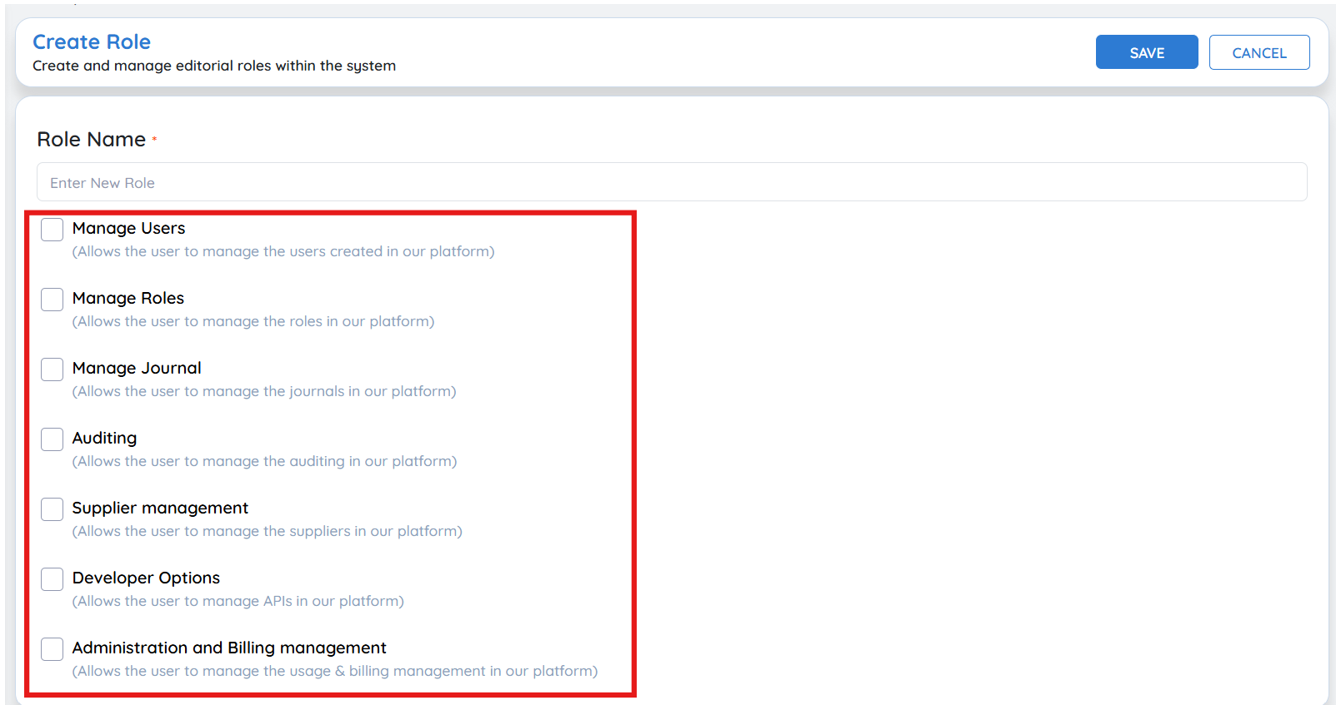 Create Role
Create and manage editorial roles within the system
SAVE
CANCEL
Role Name *
Enter New Role
Manage Users
(Allows the user to manage the users created in our platform)
Manage Roles
(Allows the user to manage the roles in our platform)
Manage Journal
(Allows the user to manage the journals in our platform)
Auditing
(Allows the user to manage the auditing in our platform)
Supplier management
(Allows the user to manage the suppliers in our platform)
Developer Options
(Allows the user to manage APIs in our platform)
Administration and Billing management
(Allows the user to manage the usage & billing management in our platform)